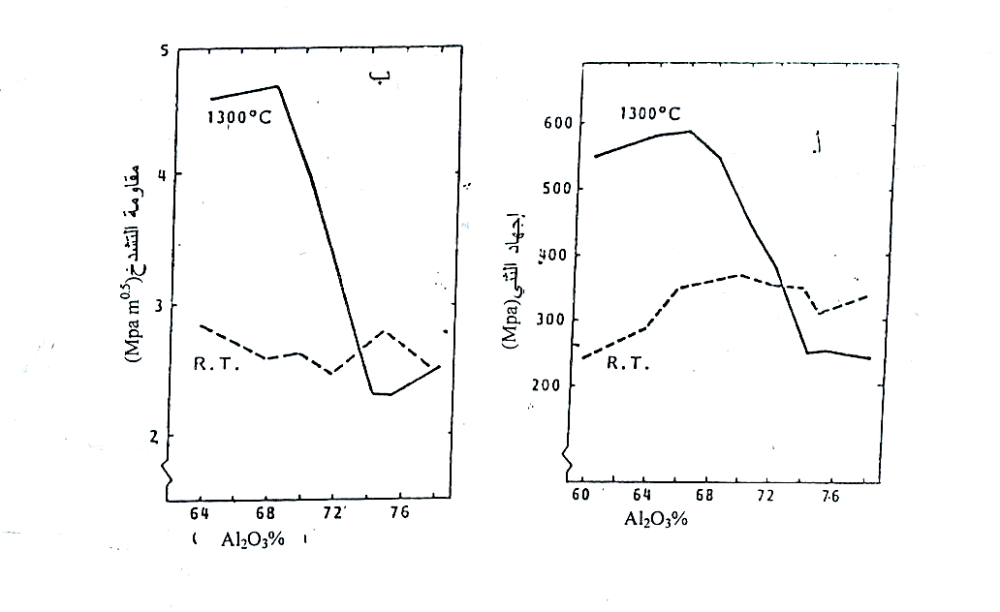 5
4
3
2
ب
1300°C
R.T.
مقاومة التشدخ (Mpa m0.5)
64 68 72 76
( Al₂O₃% )
600
500
400
300
200
أ
1300°C
R.T.
إجهاد الثني (Mpa)
60 64 68 72 76
Al₂O₃%